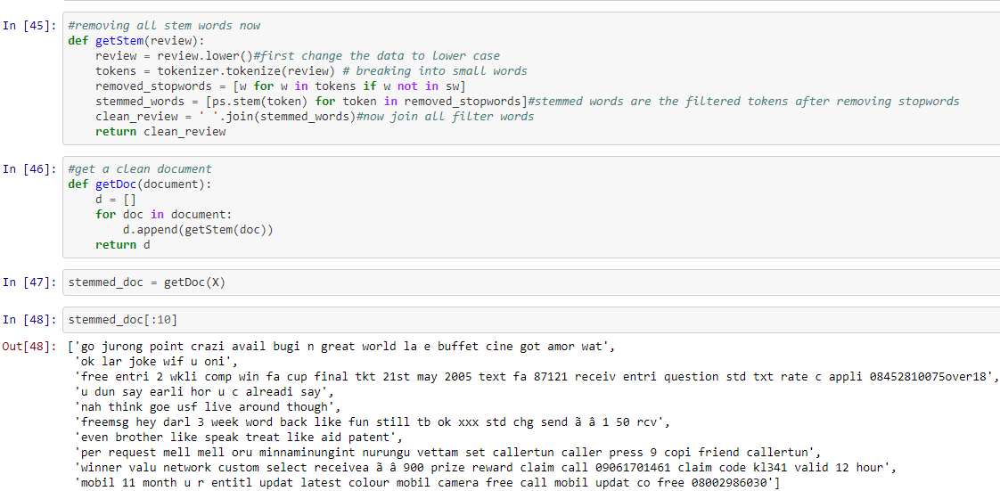 In [45]: #removing all stem words now
def getStem(review):
    review = review.lower()#first change the data to lower case
    tokens = tokenizer.tokenize(review) # breaking into small words
    removed_stopwords = [w for w in tokens if w not in sw]
    stemmed_words = [ps.stem(token) for token in removed_stopwords]#stemmed words are the filtered tokens after removing stopwords
    clean_review = ' '.join(stemmed_words)#now join all filter words
    return clean_review
In [46]: #get a clean document
def getDoc(document):
    d = []
    for doc in document:
        d.append(getStem(doc))
    return d
In [47]: stemmed_doc = getDoc(X)
In [48]: stemmed_doc[:10]
Out[48]: ['go jurong point crazi avail bugi n great world la e buffet cine got amor wat',
'ok lar joke wif u oni',
'free entri 2 wkli comp win fa cup final tkt 21st may 2005 text fa 87121 receiv entri question std txt rate c appli 08452810075over18',
'u dun say earli hor u c alreadi say',
'nah think goe usf live around though',
'freemsg hey darl 3 week word back like fun still tb ok xxx std chg send ã â 1 50 rcv',
'even brother like speak treat like aid patent',
'per request mell mell oru minnaminungint nurungu vettam set callertun caller press 9 copi friend callertun',
'winner valu network custom select receivea ã â 900 prize reward claim call 09061701461 claim code kl341 valid 12 hour',
'mobil 11 month u r entitl updat latest colour mobil camera free call mobil updat co free 08002986030']